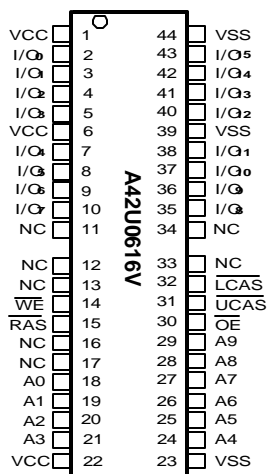 VCC 1 44 VSS
I/O0 2 43 I/O15
I/O1 3 42 I/O14
I/O2 4 41 I/O13
I/O3 5 40 I/O12
VCC 6 39 VSS
I/O4 7 38 I/O11
I/O5 8 37 I/O10
I/O6 9 36 I/O9
I/O7 10 35 I/O8
NC 11 34 NC
A42U0616V
NC 12 33 NC
NC 13 32 LCAS
WE 14 31 UCAS
RAS 15 30 OE
NC 16 29 A9
NC 17 28 A8
A0 18 27 A7
A1 19 26 A6
A2 20 25 A5
A3 21 24 A4
VCC 22 23 VSS